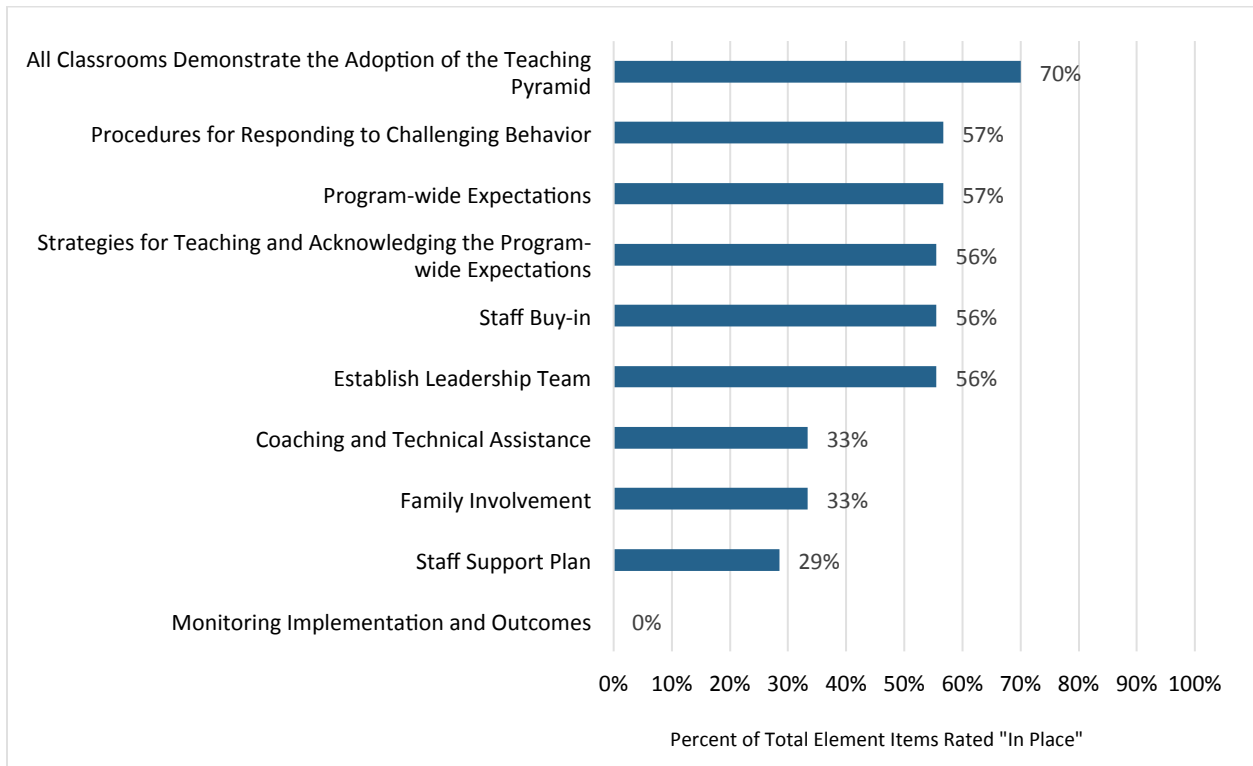 All Classrooms Demonstrate the Adoption of the Teaching
Pyramid
70%
Procedures for Responding to Challenging Behavior
57%
Program-wide Expectations
57%
Strategies for Teaching and Acknowledging the Program-
wide Expectations
56%
Staff Buy-in
56%
Establish Leadership Team
56%
Coaching and Technical Assistance
33%
Family Involvement
33%
Staff Support Plan
29%
Monitoring Implementation and Outcomes
0%
0% 10% 20% 30% 40% 50% 60% 70% 80% 90% 100%
Percent of Total Element Items Rated "In Place"